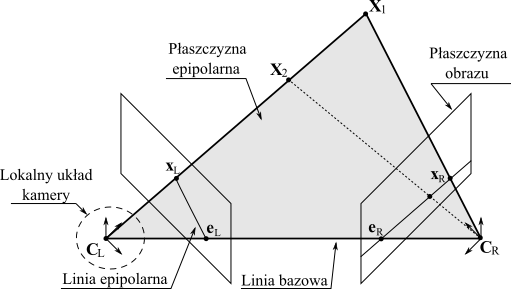 X1
Płaszczyzna
epipolarna
X2
Płaszczyzna
obrazu
xL
xR
Lokalny układ
kamery
eL
eR
CL
CR
Linia epipolarna
Linia bazowa